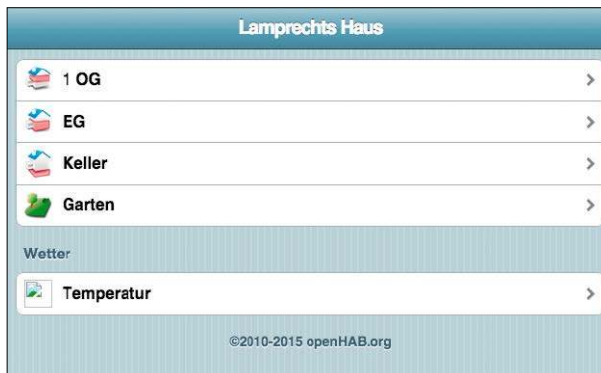 Lamprechts Haus
1 OG
EG
Keller
Garten
Wetter
Temperatur
©2010-2015 openHAB.org